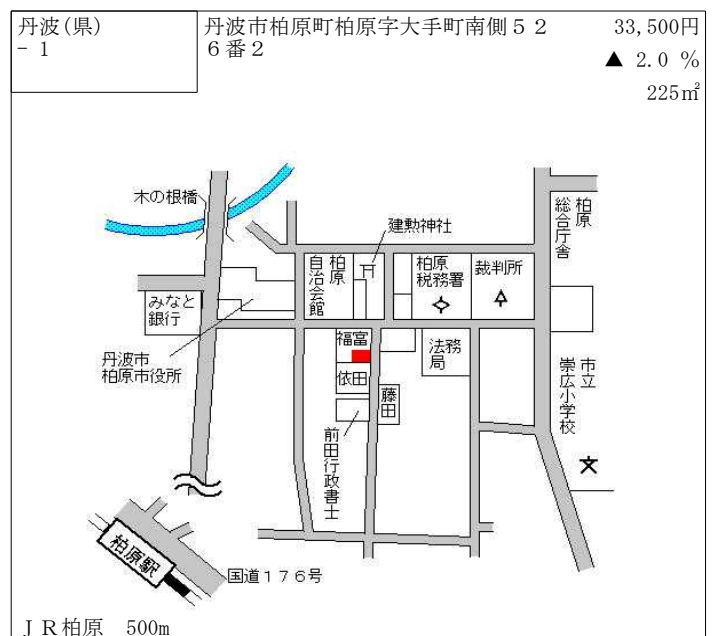 丹波(県)
－1
丹波市柏原町柏原字大手町南側５２
６番２
33,500円
▲ 2.0 %
225㎡
木の根橋
建勲神社
柏原
総合庁舎
柏原
自治会館
柏原
税務署
裁判所
みなと
銀行
福富
法務
局
丹波市
柏原市役所
依田
藤田
市立
崇広小学校
前田行政書士
柏原駅
国道１７６号
ＪＲ柏原　500m